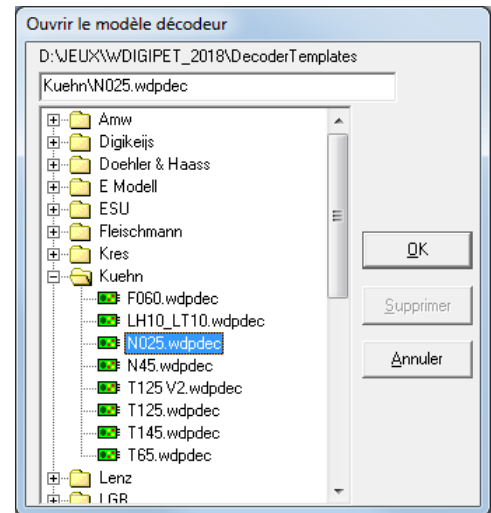 Ouvrir le modèle décodeur
D:\JEUX\WDIGIPET_2018\DecoderTemplates
Kuehn\N025.wdpdec
Amw
Digikeijs
Doehler & Haass
E Modell
ESU
Fleischmann
Kres
Kuehn
F060.wdpdec
LH10_LT10.wdpdec
N025.wdpdec
N45.wdpdec
T125 V2.wdpdec
T125.wdpdec
T145.wdpdec
T65.wdpdec
Lenz
LGB
OK
Supprimer
Annuler